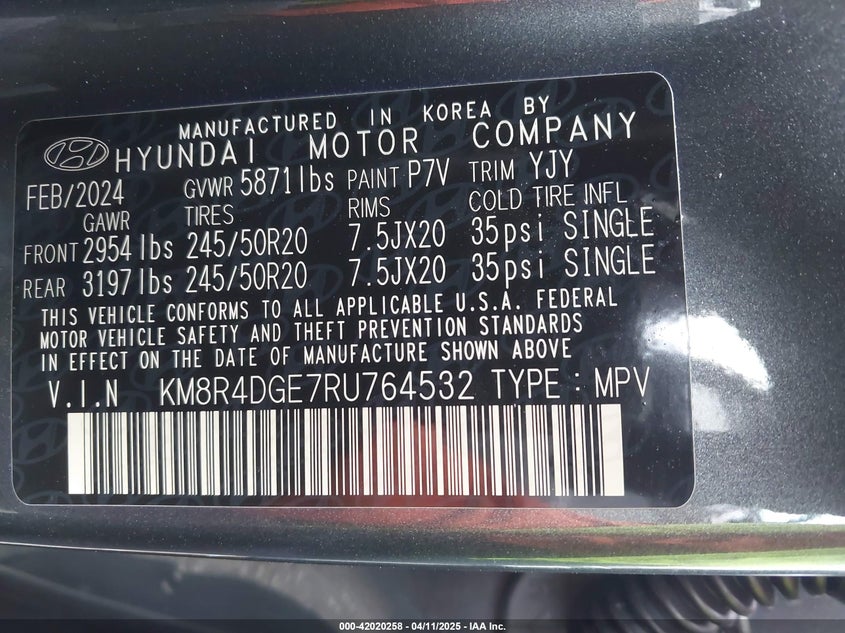 MANUFACTURED IN KOREA BY
HYUNDAI MOTOR COMPANY
FEB/2024 GVWR 5871lbs PAINT P7V TRIM YJY
GAWR TIRES RIMS COLD TIRE INFL
FRONT 2954lbs 245/50R20 7.5JX20 35psi SINGLE
REAR 3197lbs 245/50R20 7.5JX20 35psi SINGLE
THIS VEHICLE CONFORMS TO ALL APPLICABLE U.S.A. FEDERAL
MOTOR VEHICLE SAFETY AND THEFT PREVENTION STANDARDS
IN EFFECT ON THE DATE OF MANUFACTURE SHOWN ABOVE
V.I.N KM8R4DGE7RU764532 TYPE : MPV
000-42020258 - 04/11/2025 - IAA Inc.